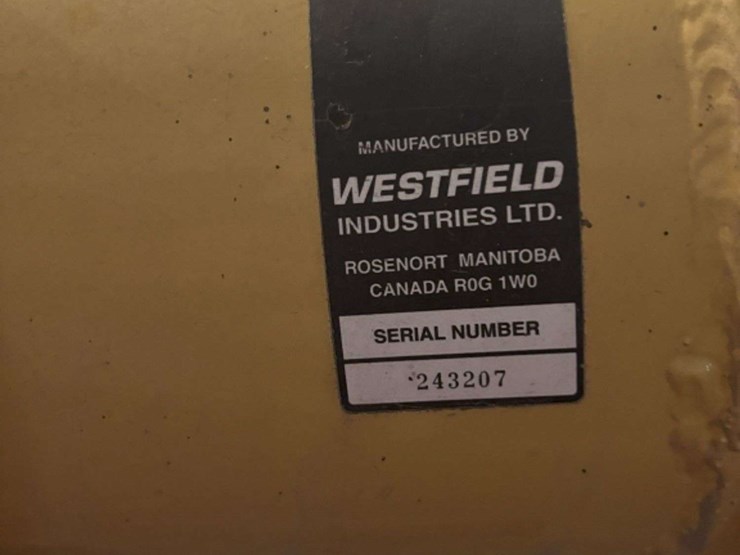 MANUFACTURED BY
WESTFIELD
INDUSTRIES LTD.
ROSENORT MANITOBA
CANADA R0G 1W0
SERIAL NUMBER
243207